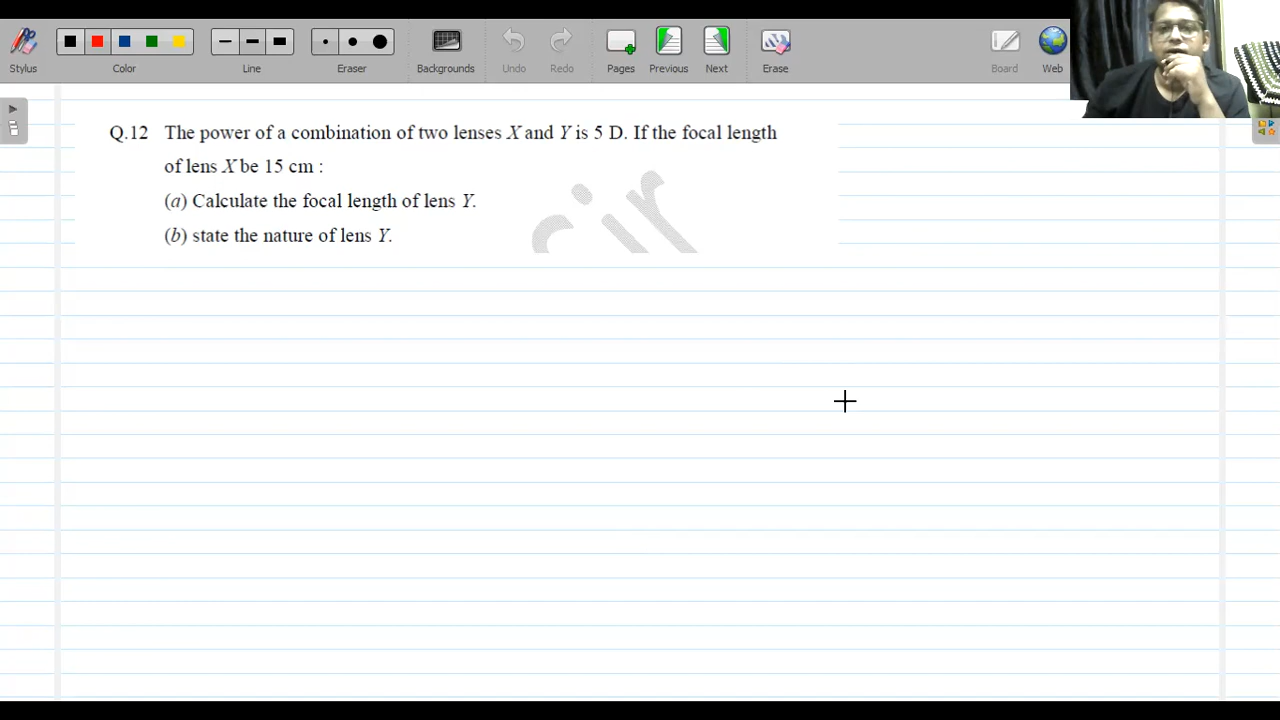 Stylus
Color
Line
Eraser
Backgrounds
Undo
Redo
Pages
Previous
Next
Erase
Board
Web
Q.12 The power of a combination of two lenses X and Y is 5 D. If the focal length
of lens X be 15 cm :
(a) Calculate the focal length of lens Y.
(b) state the nature of lens Y.
Sir